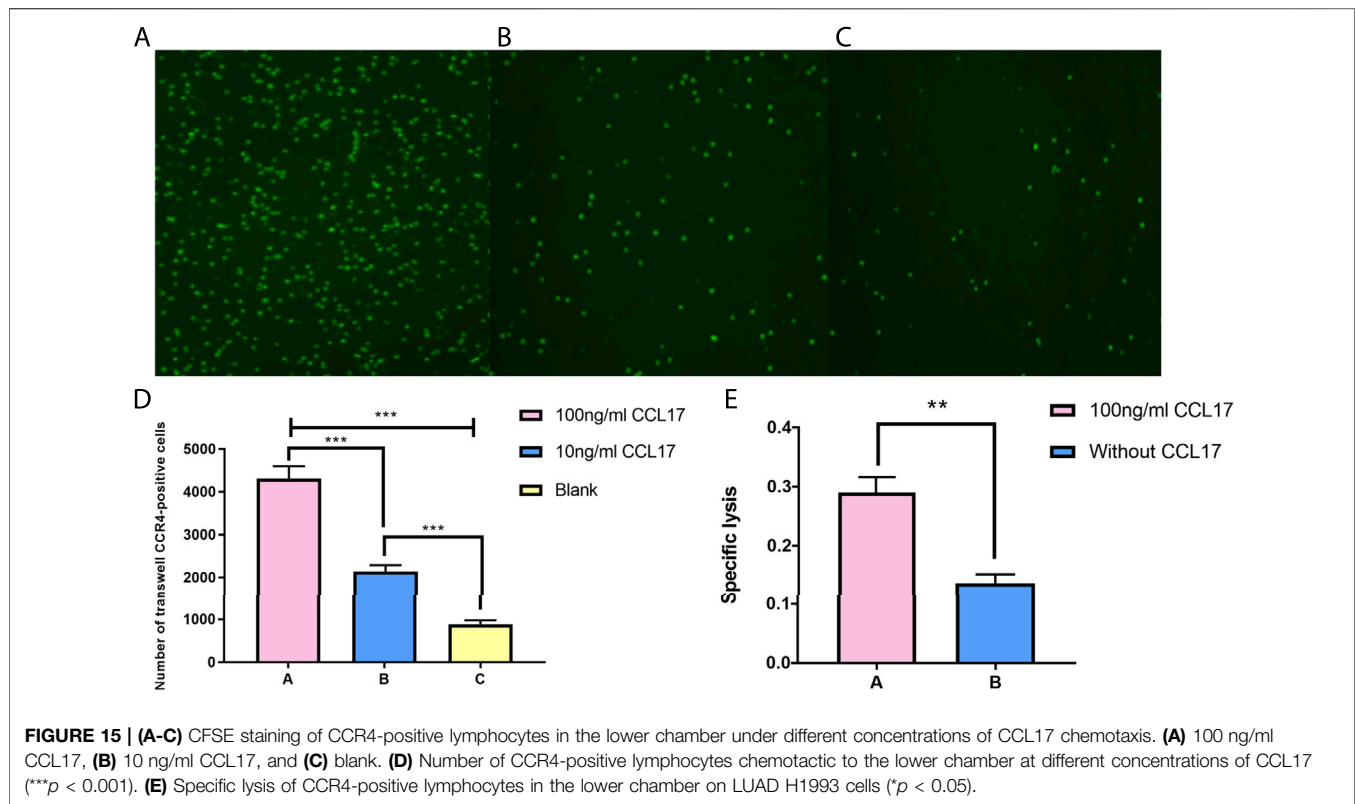 A
B
C
D
Number of transwell CCR4-positive cells
5000
4000
3000
2000
1000
0
***
***
***
A
B
C
100ng/ml CCL17
10ng/ml CCL17
Blank
E
Specific lysis
0.4
0.3
0.2
0.1
0.0
**
A
B
100ng/ml CCL17
Without CCL17
FIGURE 15 | (A-C) CFSE staining of CCR4-positive lymphocytes in the lower chamber under different concentrations of CCL17 chemotaxis. (A) 100 ng/ml
CCL17, (B) 10 ng/ml CCL17, and (C) blank. (D) Number of CCR4-positive lymphocytes chemotactic to the lower chamber at different concentrations of CCL17
(***p < 0.001). (E) Specific lysis of CCR4-positive lymphocytes in the lower chamber on LUAD H1993 cells (*p < 0.05).